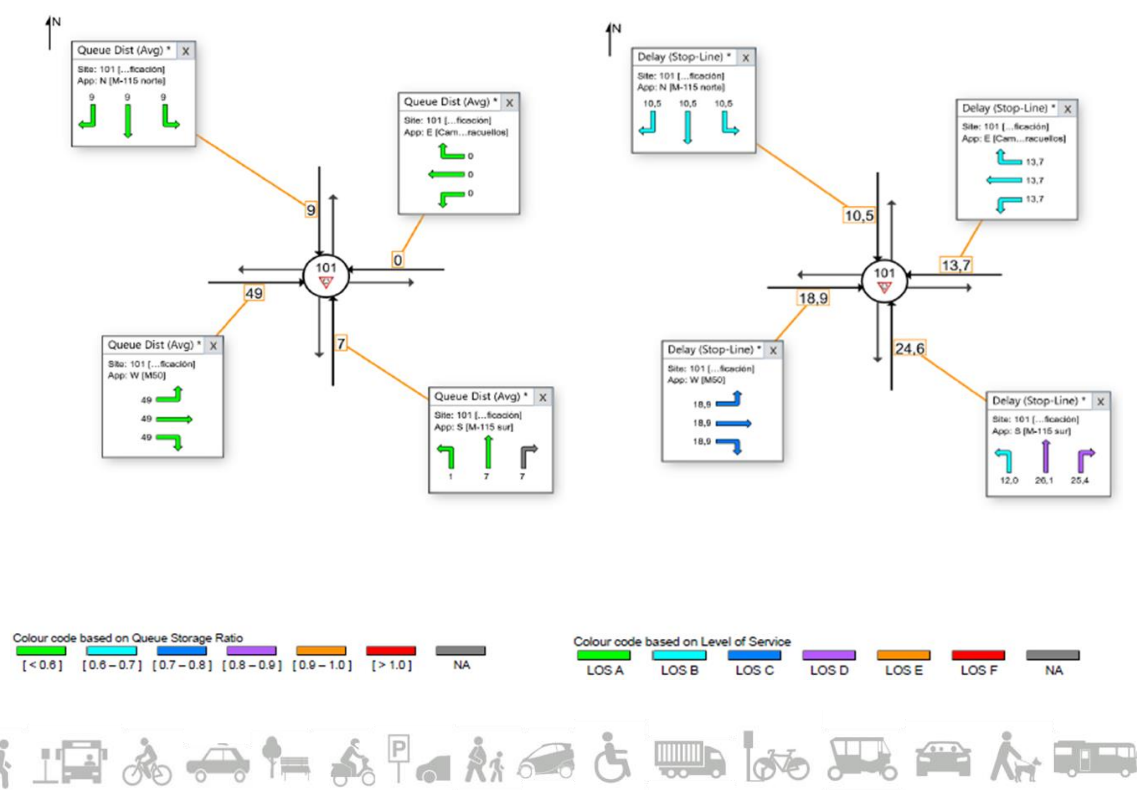 N
Queue Dist (Avg) * X
Site: 101 [...ficación]
App: N [M-115 norte]
9 9 9
Queue Dist (Avg) * X
Site: 101 [...ficación]
App: E [Cam...racuellos]
0
0
0
9
0
101
49
7
Queue Dist (Avg) * X
Site: 101 [...ficación]
App: W [M50]
49
49
49
Queue Dist (Avg) * X
Site: 101 [...ficación]
App: S [M-115 sur]
1 7 7
N
Delay (Stop-Line) * X
Site: 101 [...ficación]
App: N [M-115 norte]
10,5 10,5 10,5
Delay (Stop-Line) * X
Site: 101 [...ficación]
App: E [Cam...racuellos]
13,7
13,7
13,7
10,5
13,7
101
18,9
24,6
Delay (Stop-Line) * X
Site: 101 [...ficación]
App: W [M50]
18,9
18,9
18,9
Delay (Stop-Line) * X
Site: 101 [...ficación]
App: S [M-115 sur]
12,0 26,1 25,4
Colour code based on Queue Storage Ratio
[ < 0.6 ] [ 0.6 – 0.7 ] [ 0.7 – 0.8 ] [ 0.8 – 0.9 ] [ 0.9 – 1.0 ] [ > 1.0 ] NA
Colour code based on Level of Service
LOS A LOS B LOS C LOS D LOS E LOS F NA
P